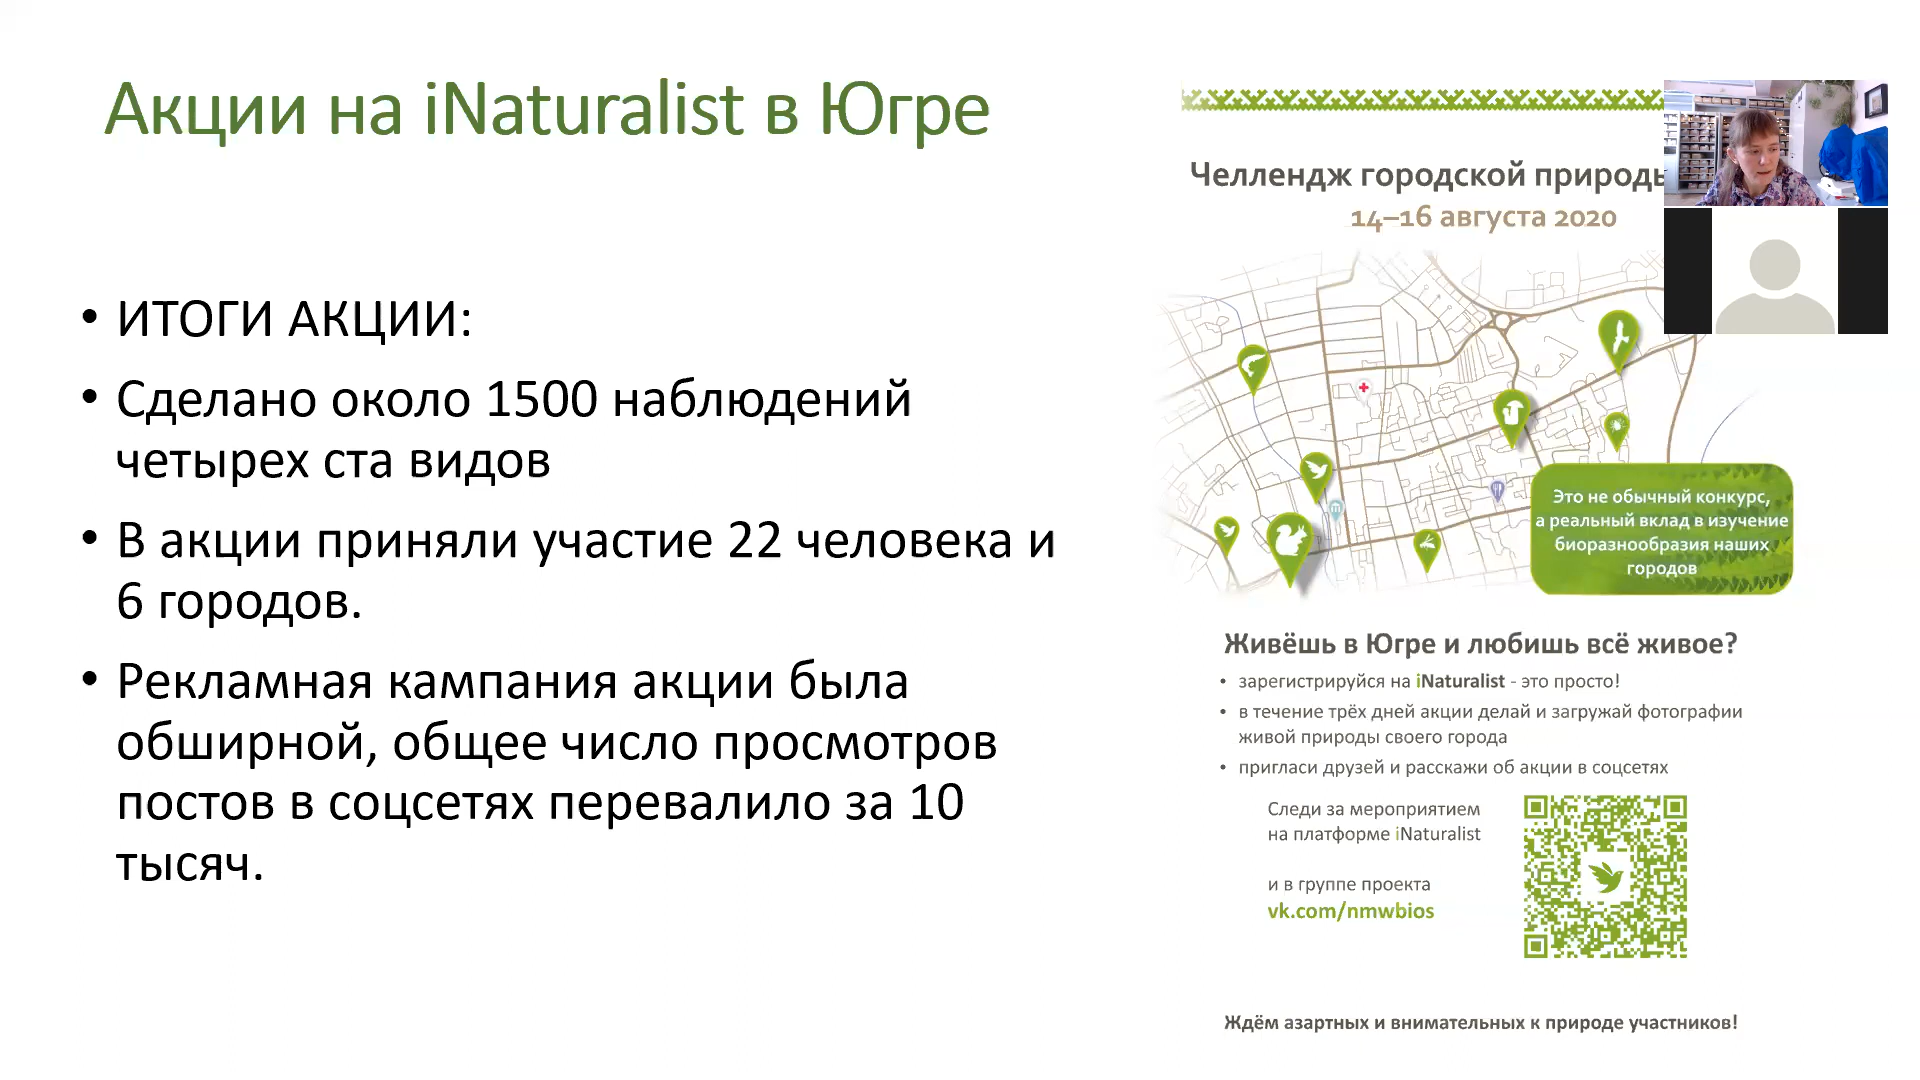 Акции на iNaturalist в Югре
• ИТОГИ АКЦИИ:
• Сделано около 1500 наблюдений
четырех ста видов
• В акции приняли участие 22 человека и
6 городов.
• Рекламная кампания акции была
обширной, общее число просмотров
постов в соцсетях перевалило за 10
тысяч.
Челлендж городской природы
14–16 августа 2020
Это не обычный конкурс,
а реальный вклад в изучение
биоразнообразия наших
городов
Живёшь в Югре и любишь всё живое?
• зарегистрируйся на iNaturalist - это просто!
• в течение трёх дней акции делай и загружай фотографии
живой природы своего города
• пригласи друзей и расскажи об акции в соцсетях
Следи за мероприятием
на платформе iNaturalist
и в группе проекта
vk.com/nmwbios
Ждём азартных и внимательных к природе участников!